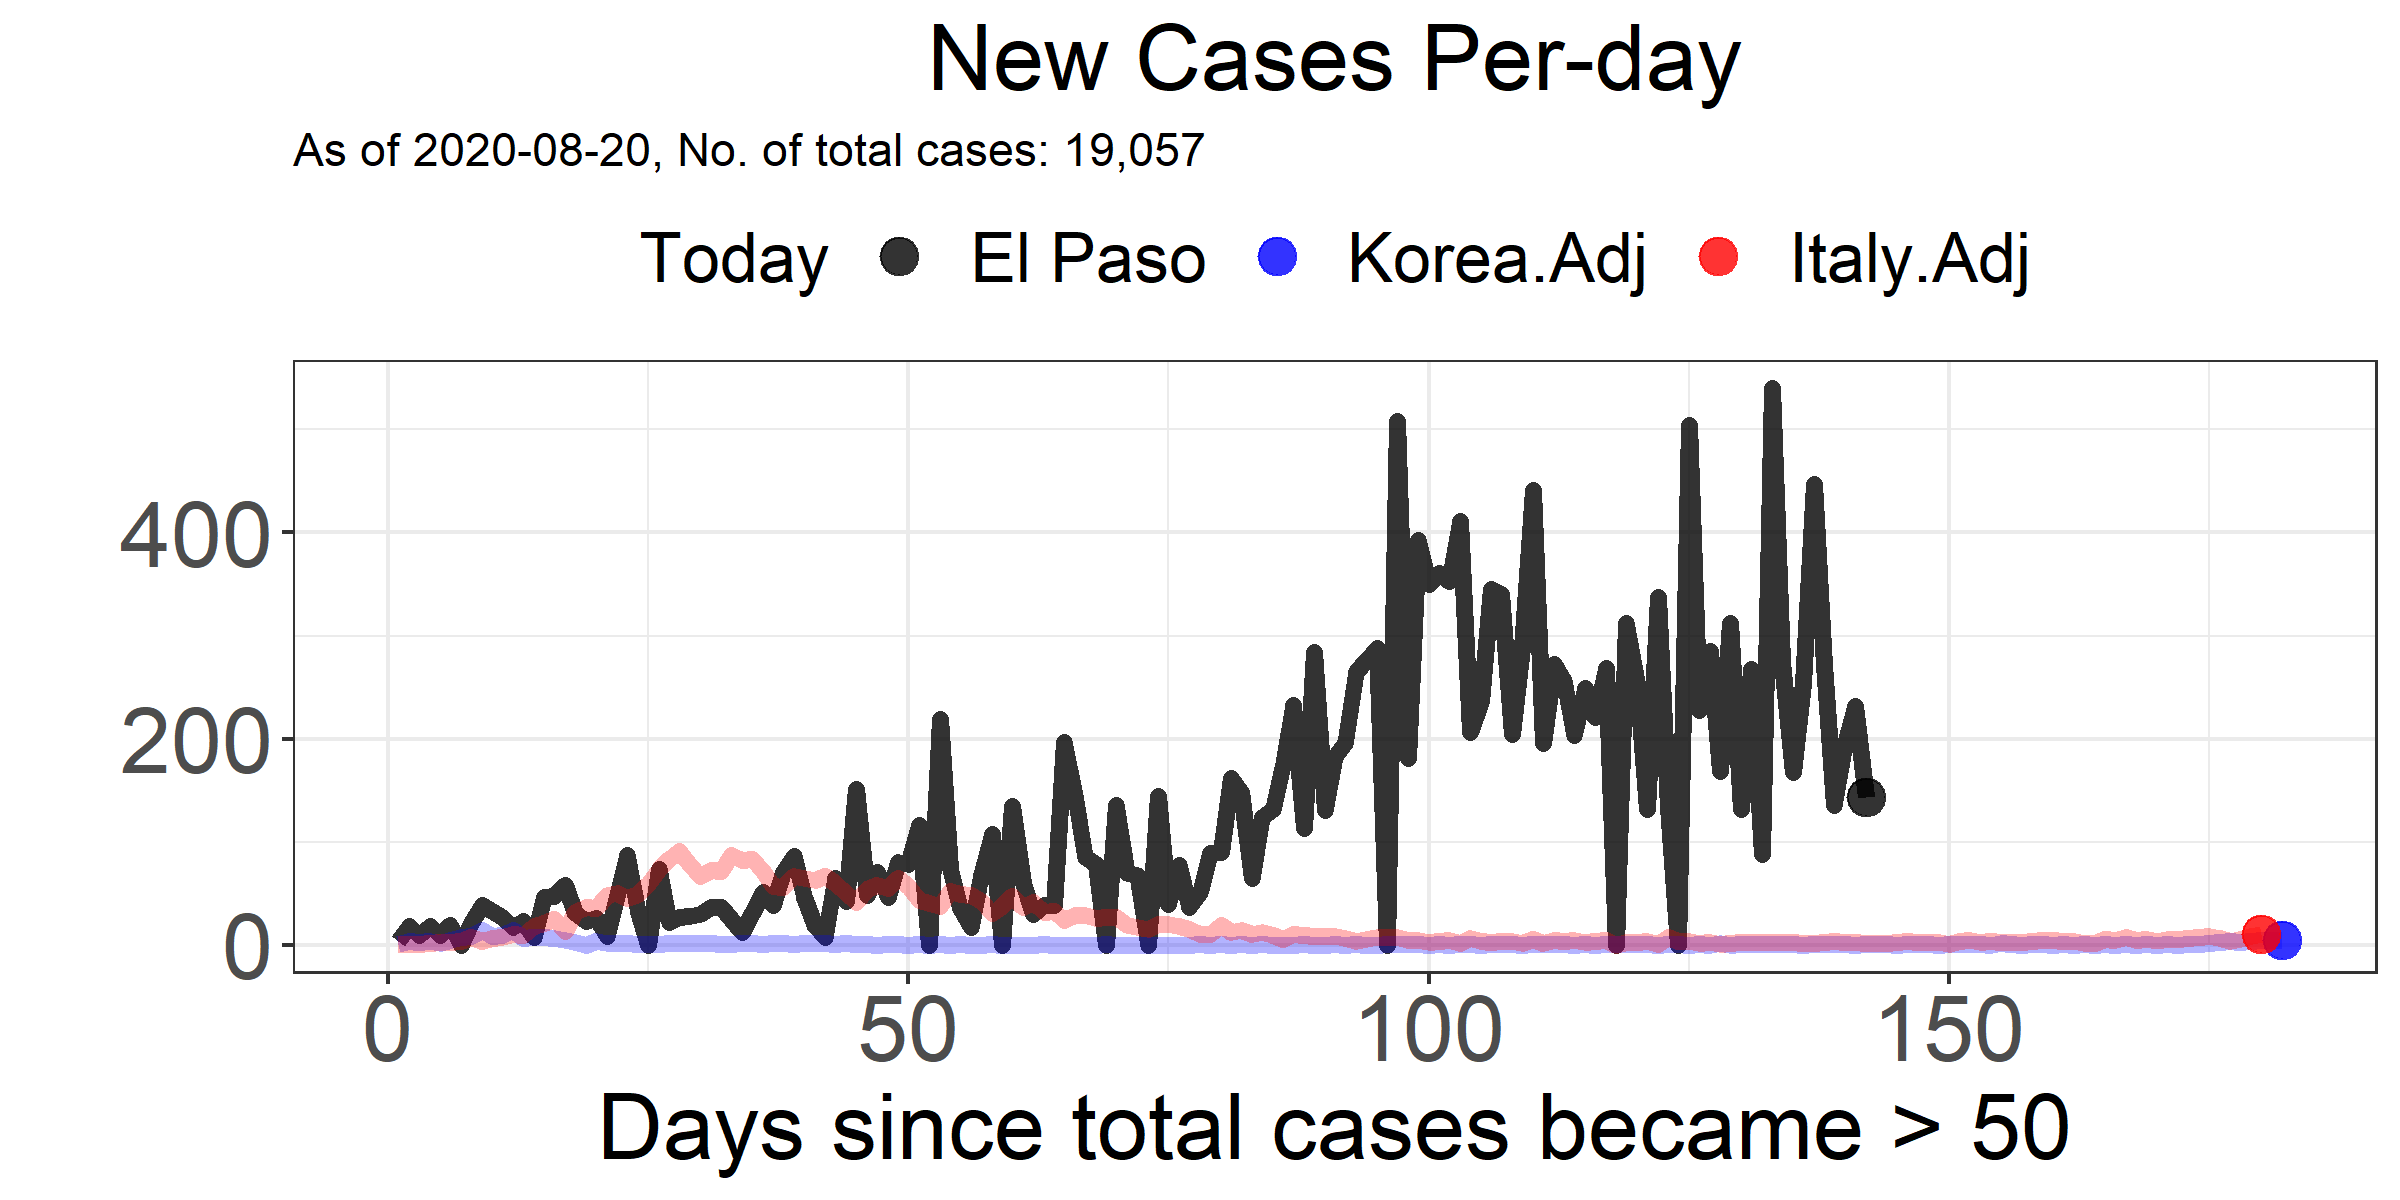 New Cases Per-day
As of 2020-08-20, No. of total cases: 19,057
Today El Paso Korea.Adj Italy.Adj
400
200
0
0 50 100 150
Days since total cases became > 50